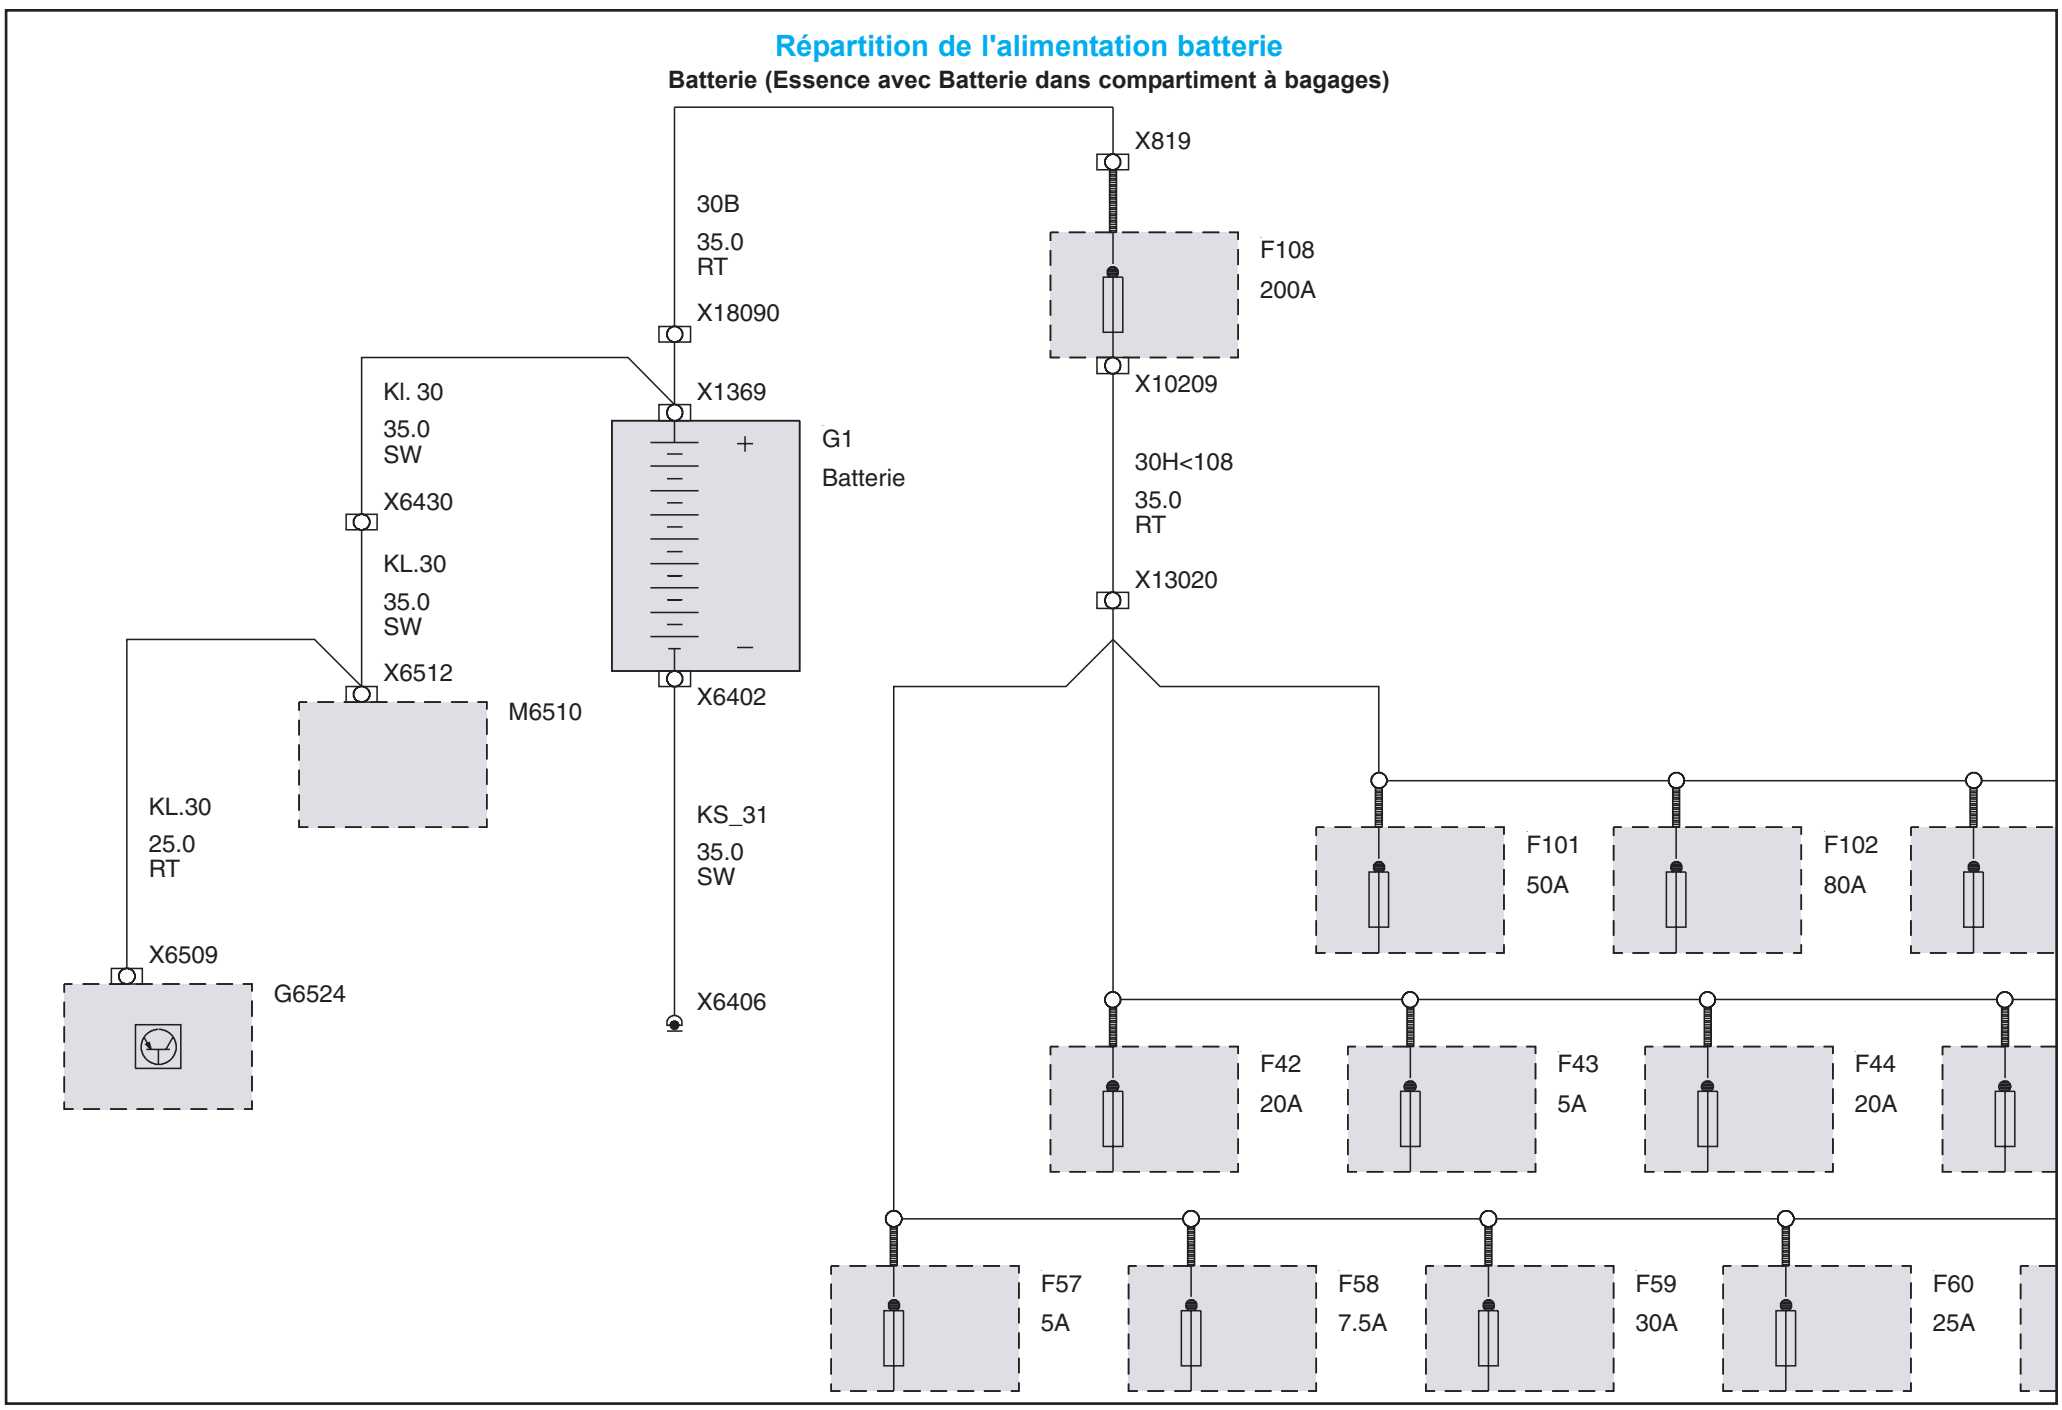 Répartition de l'alimentation batterie
Batterie (Essence avec Batterie dans compartiment à bagages)
X819
30B
35.0
RT
F108
200A
X18090
X10209
Kl. 30
35.0
SW
X1369
G1
Batterie
+
−
30H<108
35.0
RT
X6430
KL.30
35.0
SW
X13020
X6512
M6510
X6402
KL.30
25.0
RT
KS_31
35.0
SW
F101
50A
F102
80A
X6509
G6524
X6406
F42
20A
F43
5A
F44
20A
F57
5A
F58
7.5A
F59
30A
F60
25A